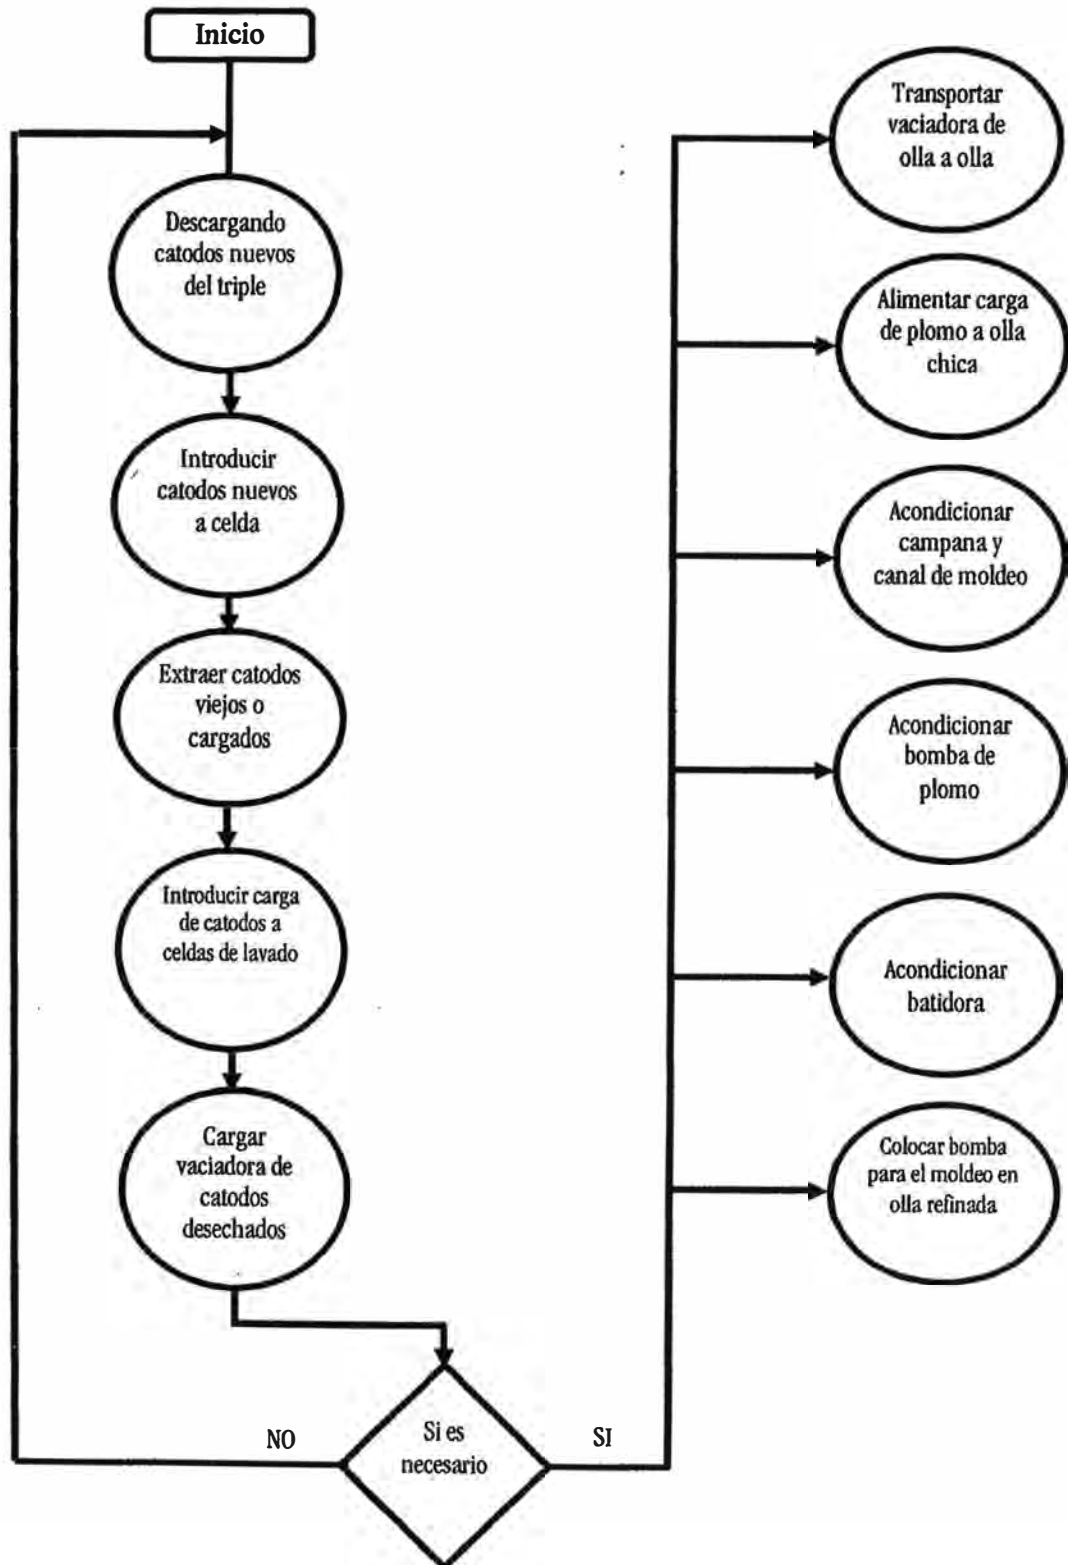 Inicio
Descargando
catodos nuevos
del triple
Introducir
catodos nuevos
a celda
Extraer catodos
viejos o
cargados
Introducir carga
de catodos a
celdas de lavado
Cargar
vaciadora de
catodos
desechados
Si es
necesario
NO
SI
Transportar
vaciadora de
olla a olla
Alimentar carga
de plomo a olla
chica
Acondicionar
campana y
canal de moldeo
Acondicionar
bomba de
plomo
Acondicionar
batidora
Colocar bomba
para el moldeo en
olla refinada